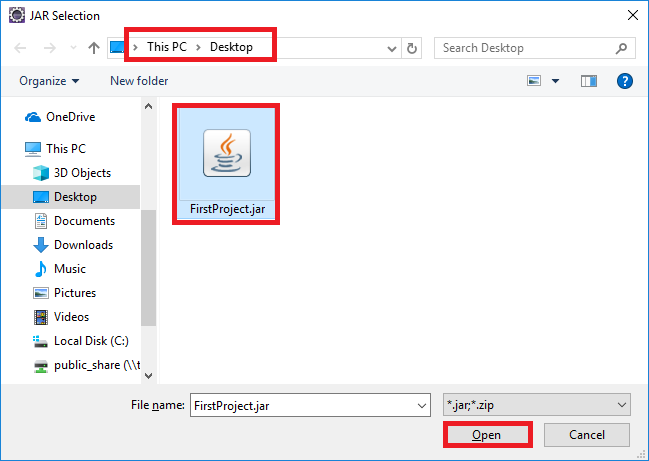 JAR Selection
This PC
Desktop
Search Desktop
Organize
New folder
?
OneDrive
This PC
3D Objects
Desktop
Documents
Downloads
Music
Pictures
Videos
Local Disk (C:)
public_share (\\t
FirstProject.jar
File name:
FirstProject.jar
*.jar;*.zip
Open
Cancel